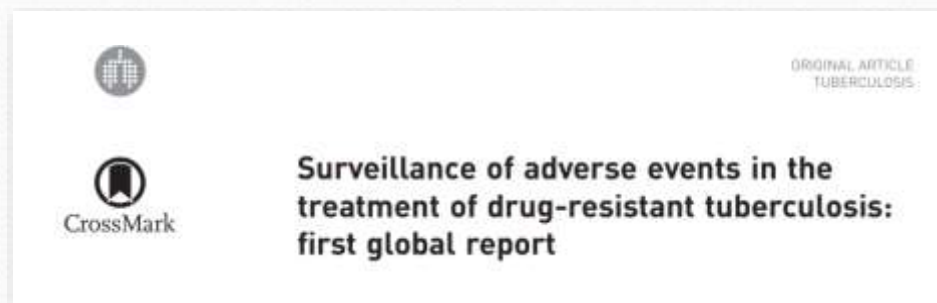 ORIGINAL ARTICLE
TUBERCULOSIS
CrossMark
Surveillance of adverse events in the
treatment of drug-resistant tuberculosis:
first global report